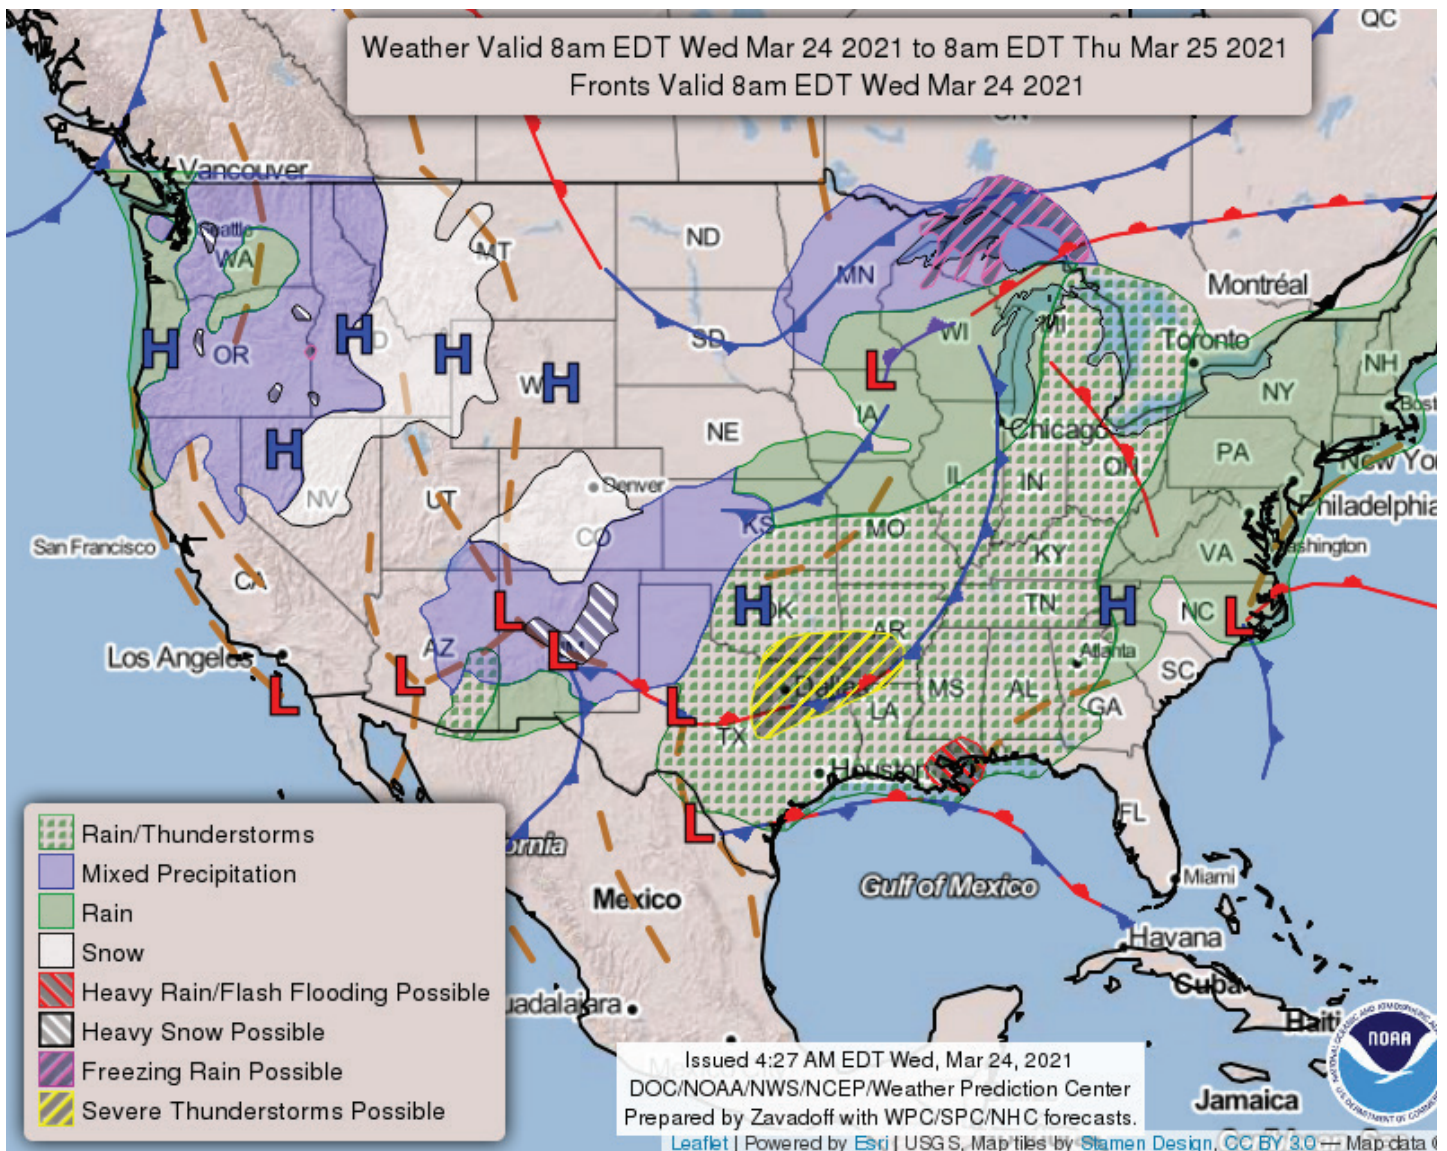 QC
Weather Valid 8am EDT Wed Mar 24 2021 to 8am EDT Thu Mar 25 2021
Fronts Valid 8am EDT Wed Mar 24 2021
Vancouver
Seattle
WA
MT
ND
MN
Montréal
OR
SD
WI
MI
Toronto
NH
NY
IA
NE
Chicago
PA
New Yo
NV
UT
Denver
IL
IN
OH
Philadelphia
CO
KS
MO
San Francisco
CA
KY
VA
ashington
OK
TN
NC
AZ
AR
Los Angeles
Atlanta
SC
Dallas
MS
AL
GA
LA
TX
Houston
FL
H
H
H
H
H
H
H
L
L
L
L
L
L
L
L
L
Rain/Thunderstorms
Mixed Precipitation
Rain
Snow
Heavy Rain/Flash Flooding Possible
Heavy Snow Possible
Freezing Rain Possible
Severe Thunderstorms Possible
ornia
Mexico
Gulf of Mexico
Miami
Havana
Cuba
Haiti
uadalajara
Jamaica
NOAA
Issued 4:27 AM EDT Wed, Mar 24, 2021
DOC/NOAA/NWS/NCEP/Weather Prediction Center
Prepared by Zavadoff with WPC/SPC/NHC forecasts.
Leaflet | Powered by Esri | USGS, Map tiles by Stamen Design, CC BY 3.0 — Map data ©